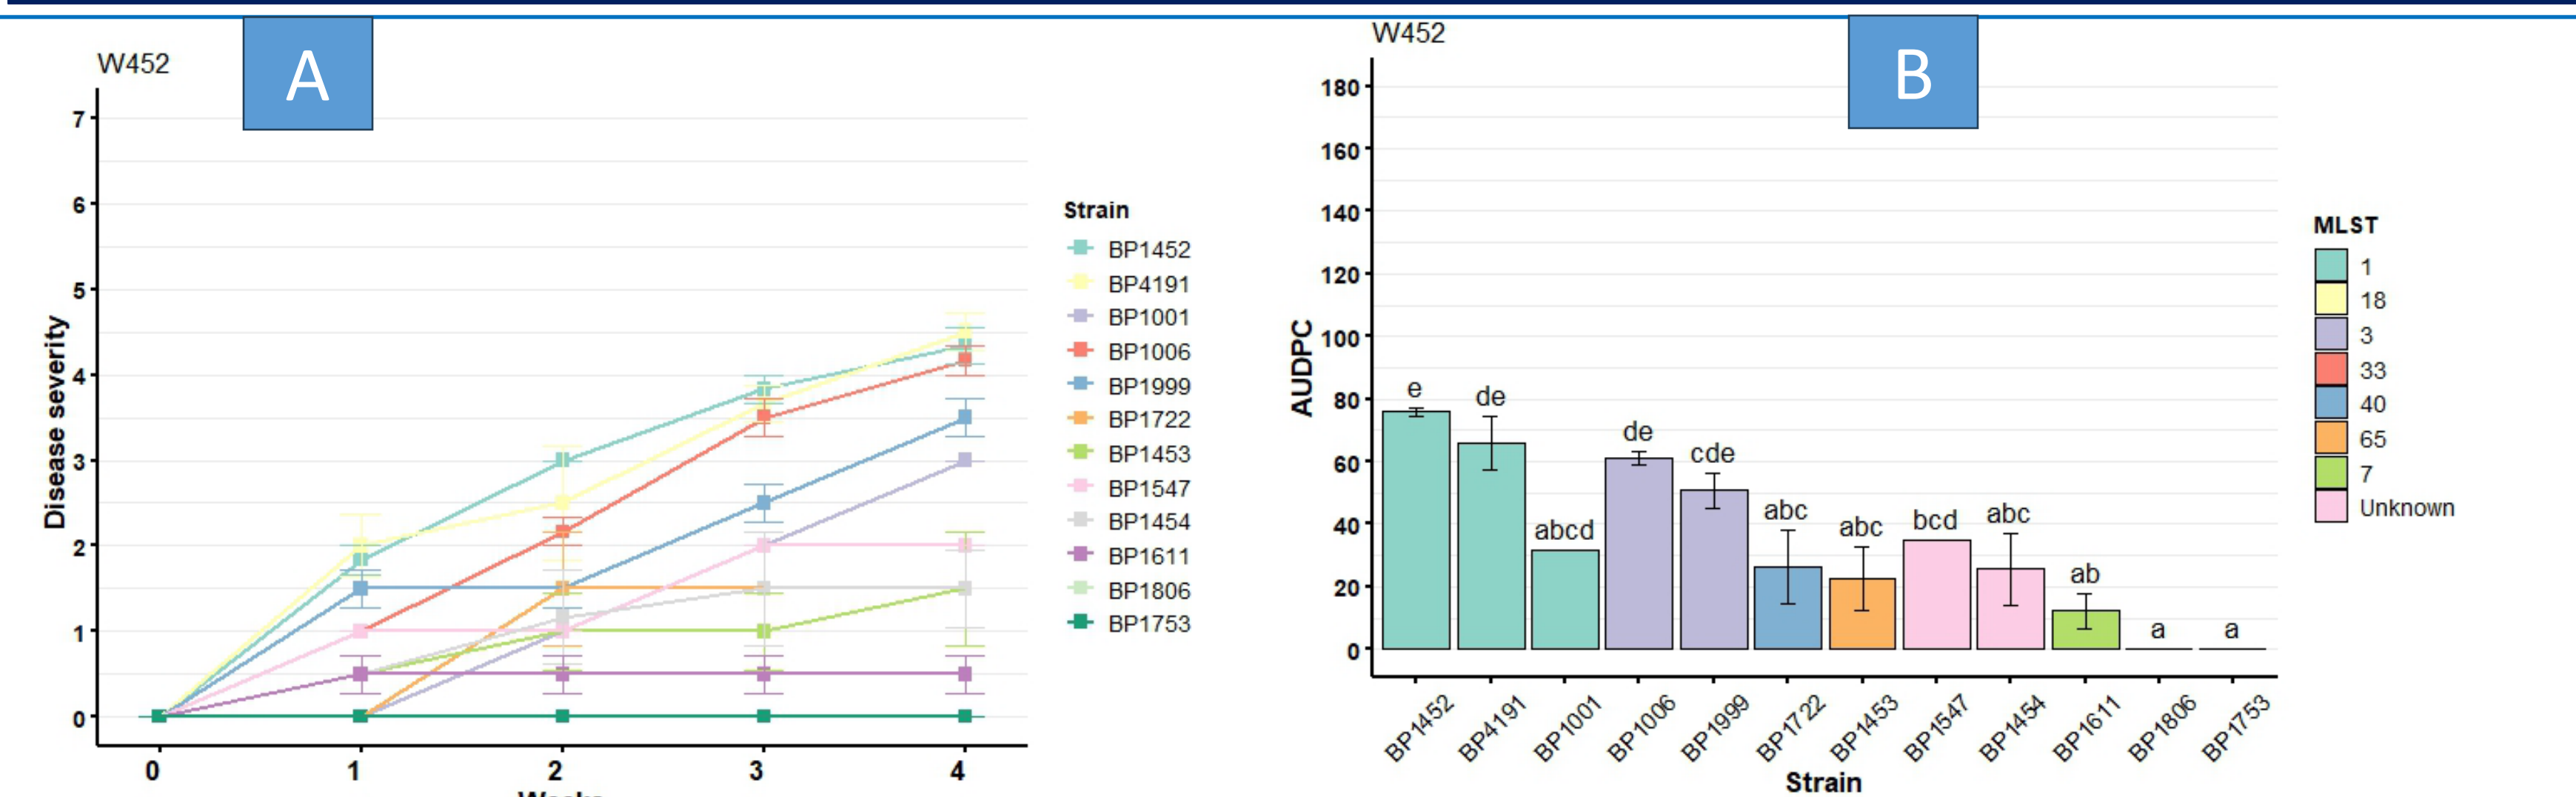 W452
A
7
6
5
4
3
2
1
0
Disease severity
0 1 2 3 4
Weeks
Strain
BP1452
BP4191
BP1001
BP1006
BP1999
BP1722
BP1453
BP1547
BP1454
BP1611
BP1806
BP1753
W452
B
180
160
140
120
100
80
60
40
20
0
AUDPC
e de abcd de cde abc abc bcd abc ab a a
BP1452 BP4191 BP1001 BP1006 BP1999 BP1722 BP1453 BP1547 BP1454 BP1611 BP1806 BP1753
Strain
MLST
1
18
3
33
40
65
7
Unknown